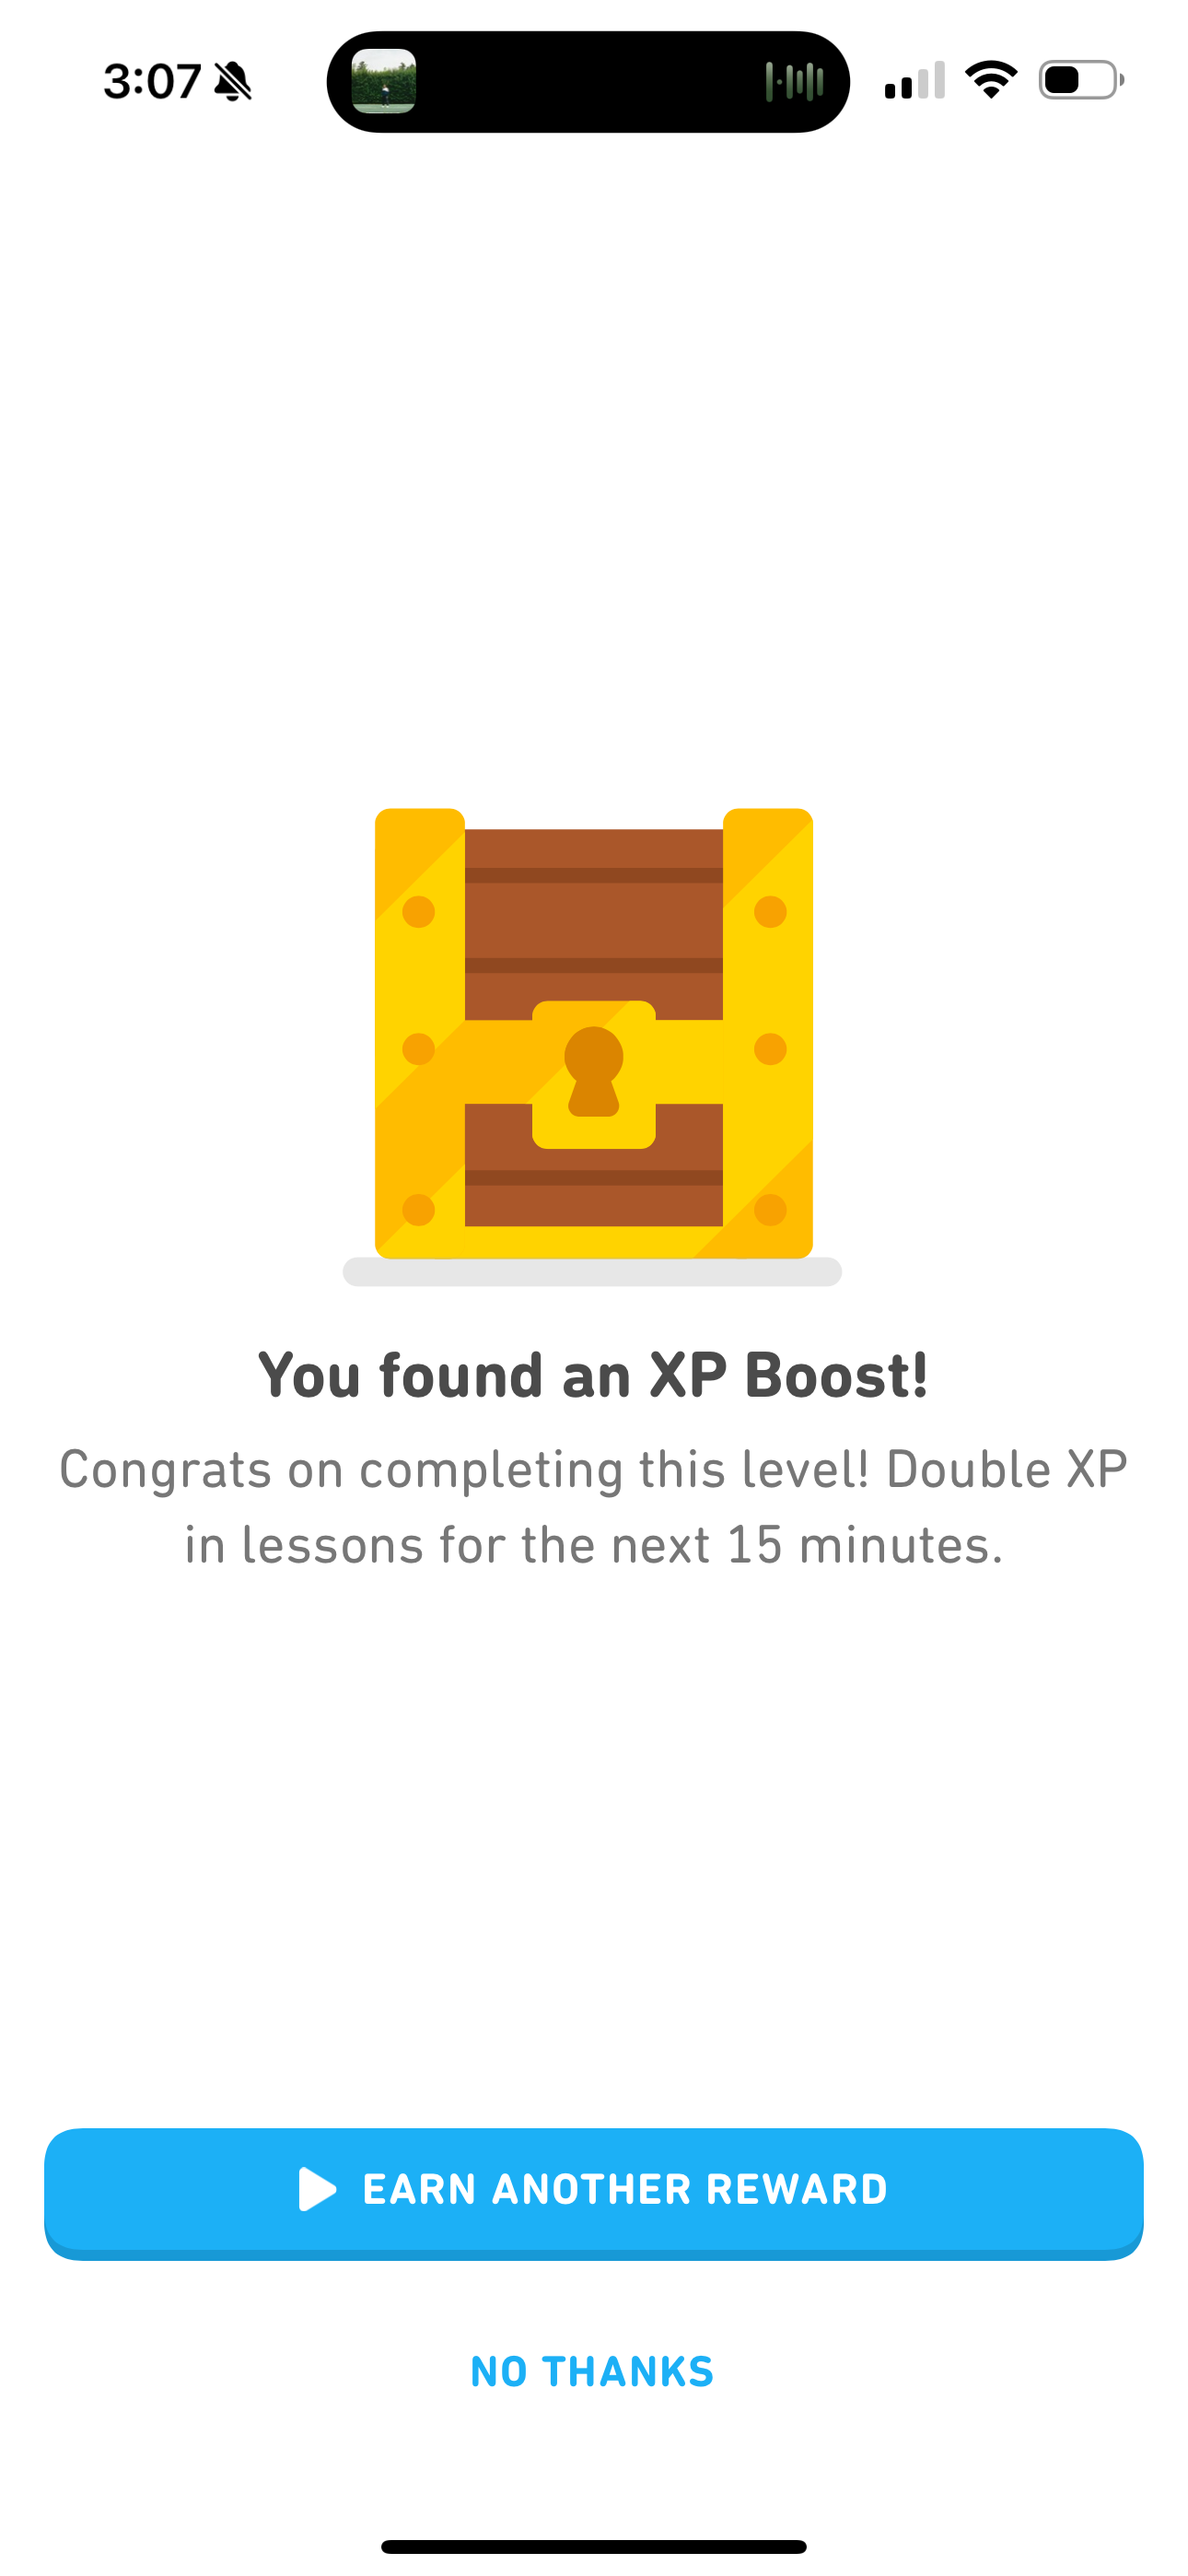 3:07
You found an XP Boost!
Congrats on completing this level! Double XP
in lessons for the next 15 minutes.
EARN ANOTHER REWARD
NO THANKS